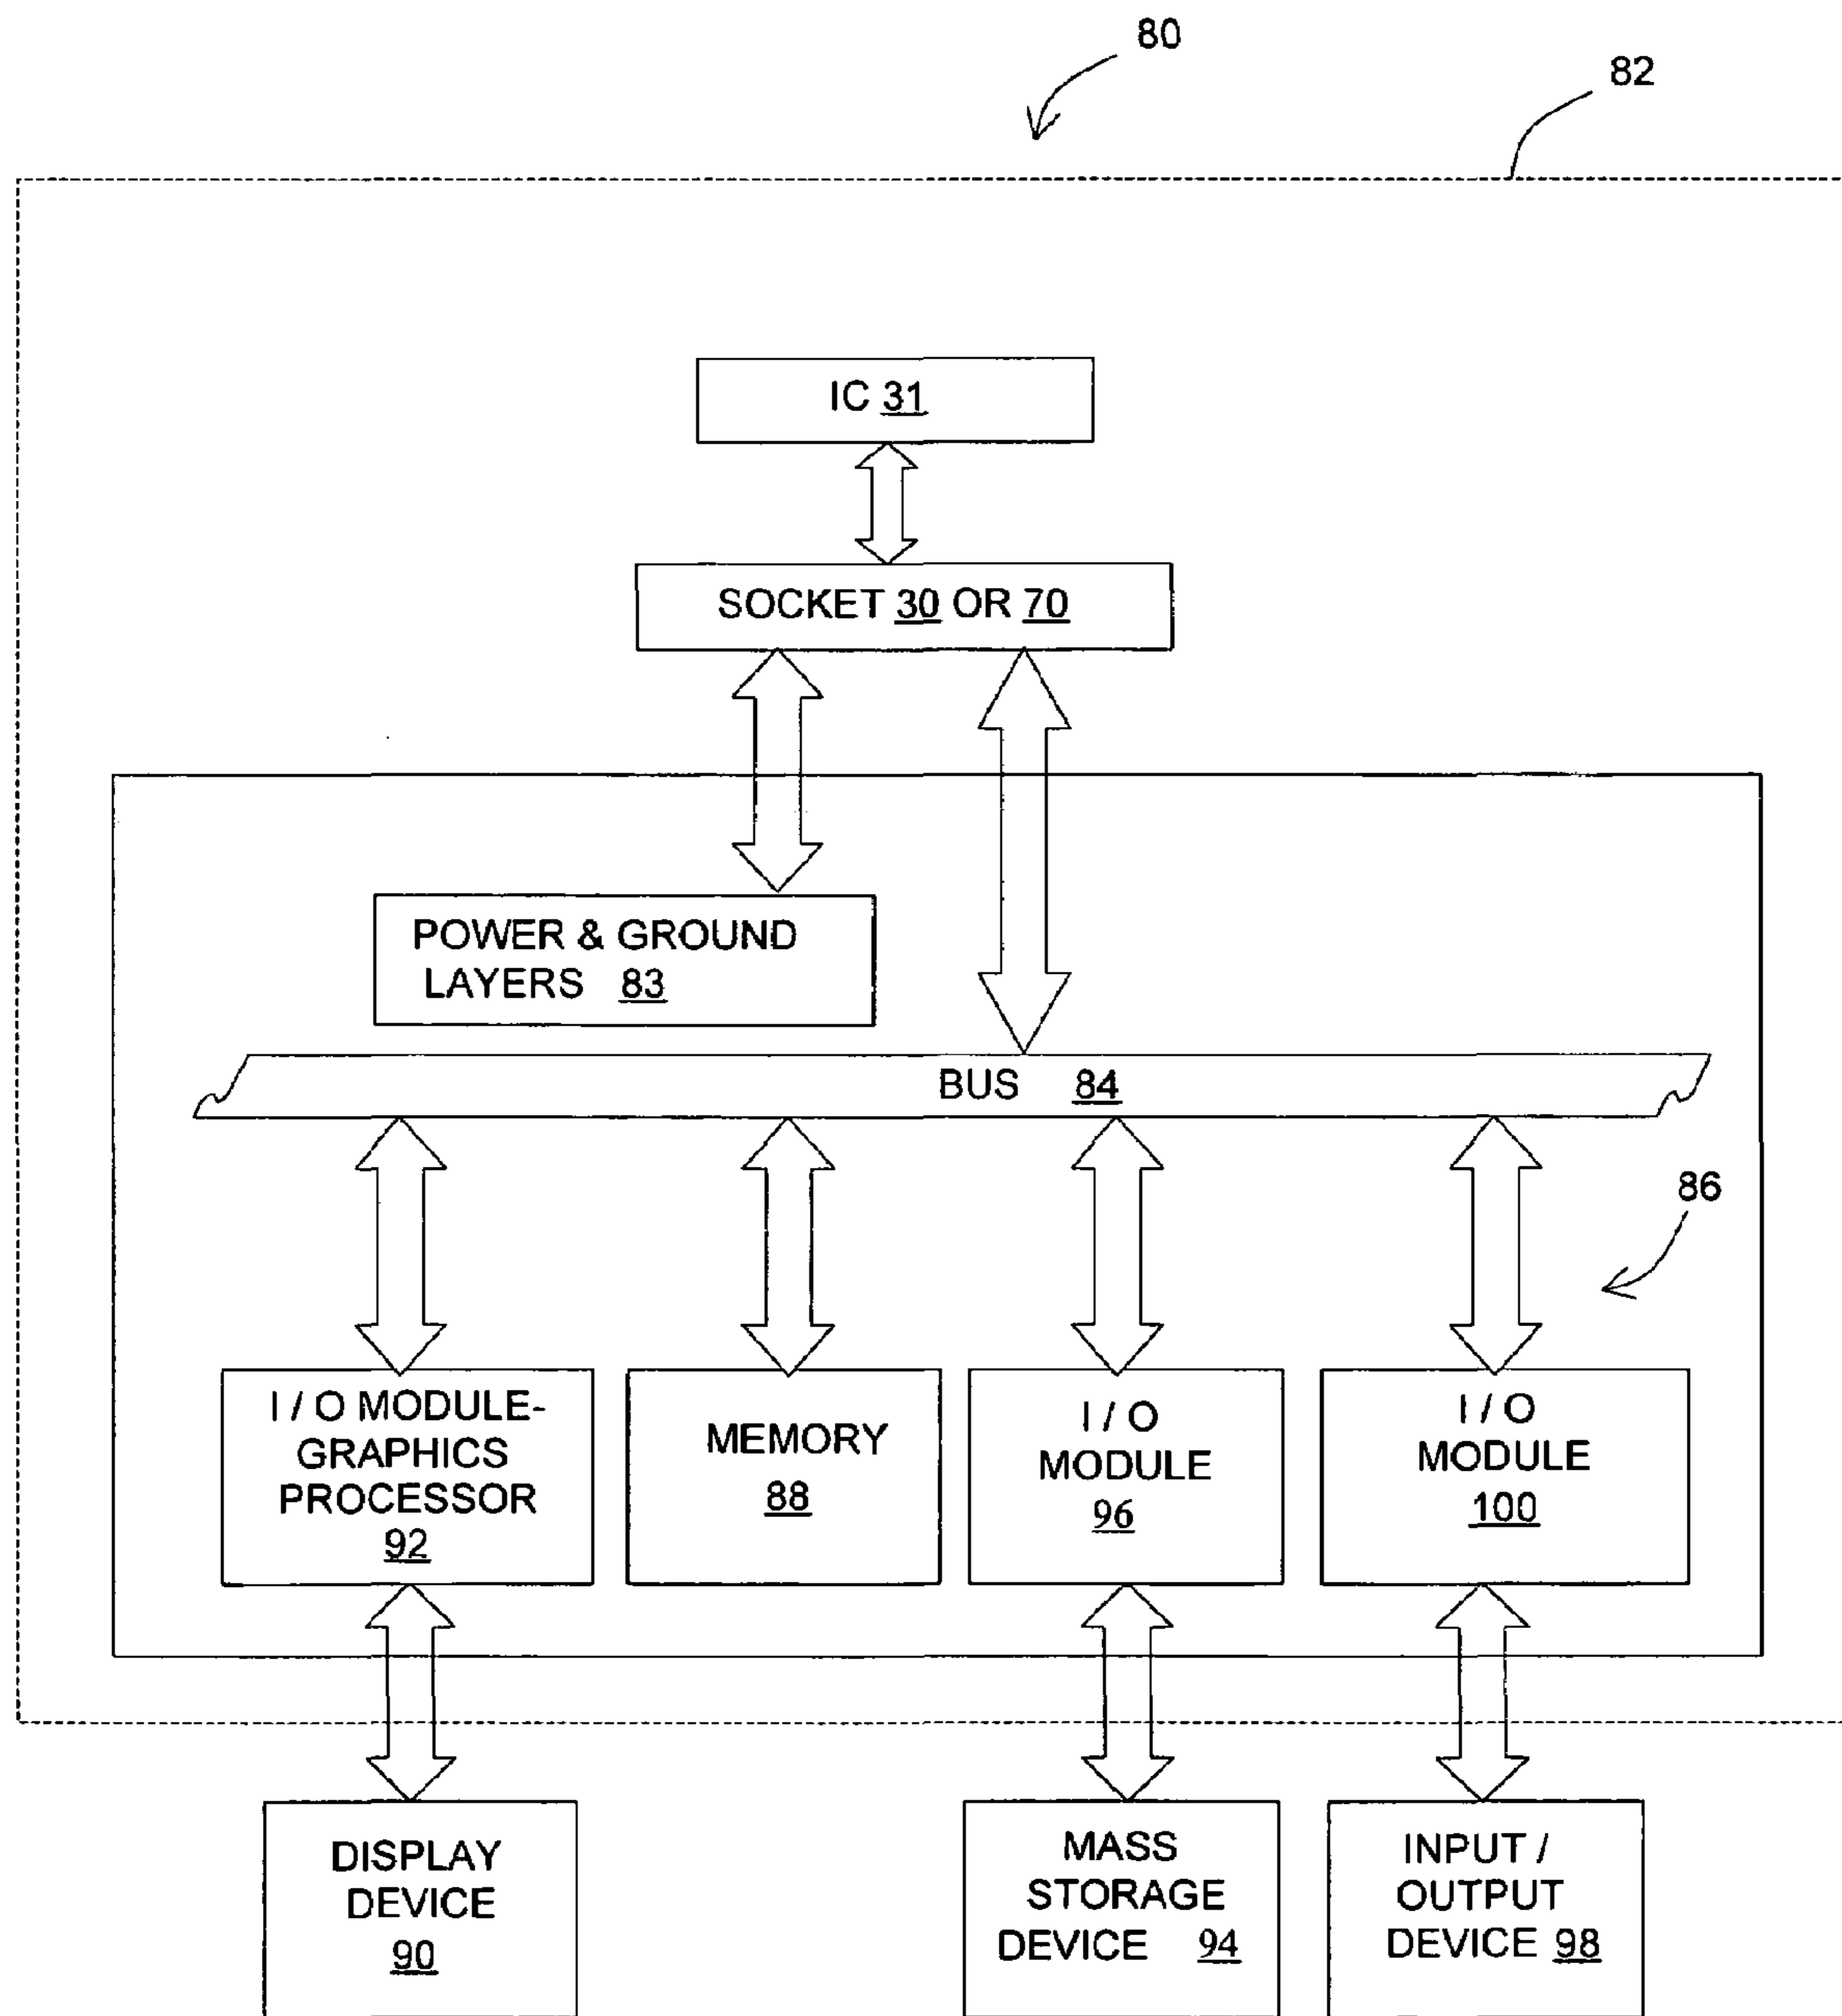 80
82
IC 31
SOCKET 30 OR 70
POWER & GROUND
LAYERS 83
BUS 84
86
I / O MODULE-
GRAPHICS
PROCESSOR
92
MEMORY
88
I / O
MODULE
96
I / O
MODULE
100
DISPLAY
DEVICE
90
MASS
STORAGE
DEVICE 94
INPUT /
OUTPUT
DEVICE 98